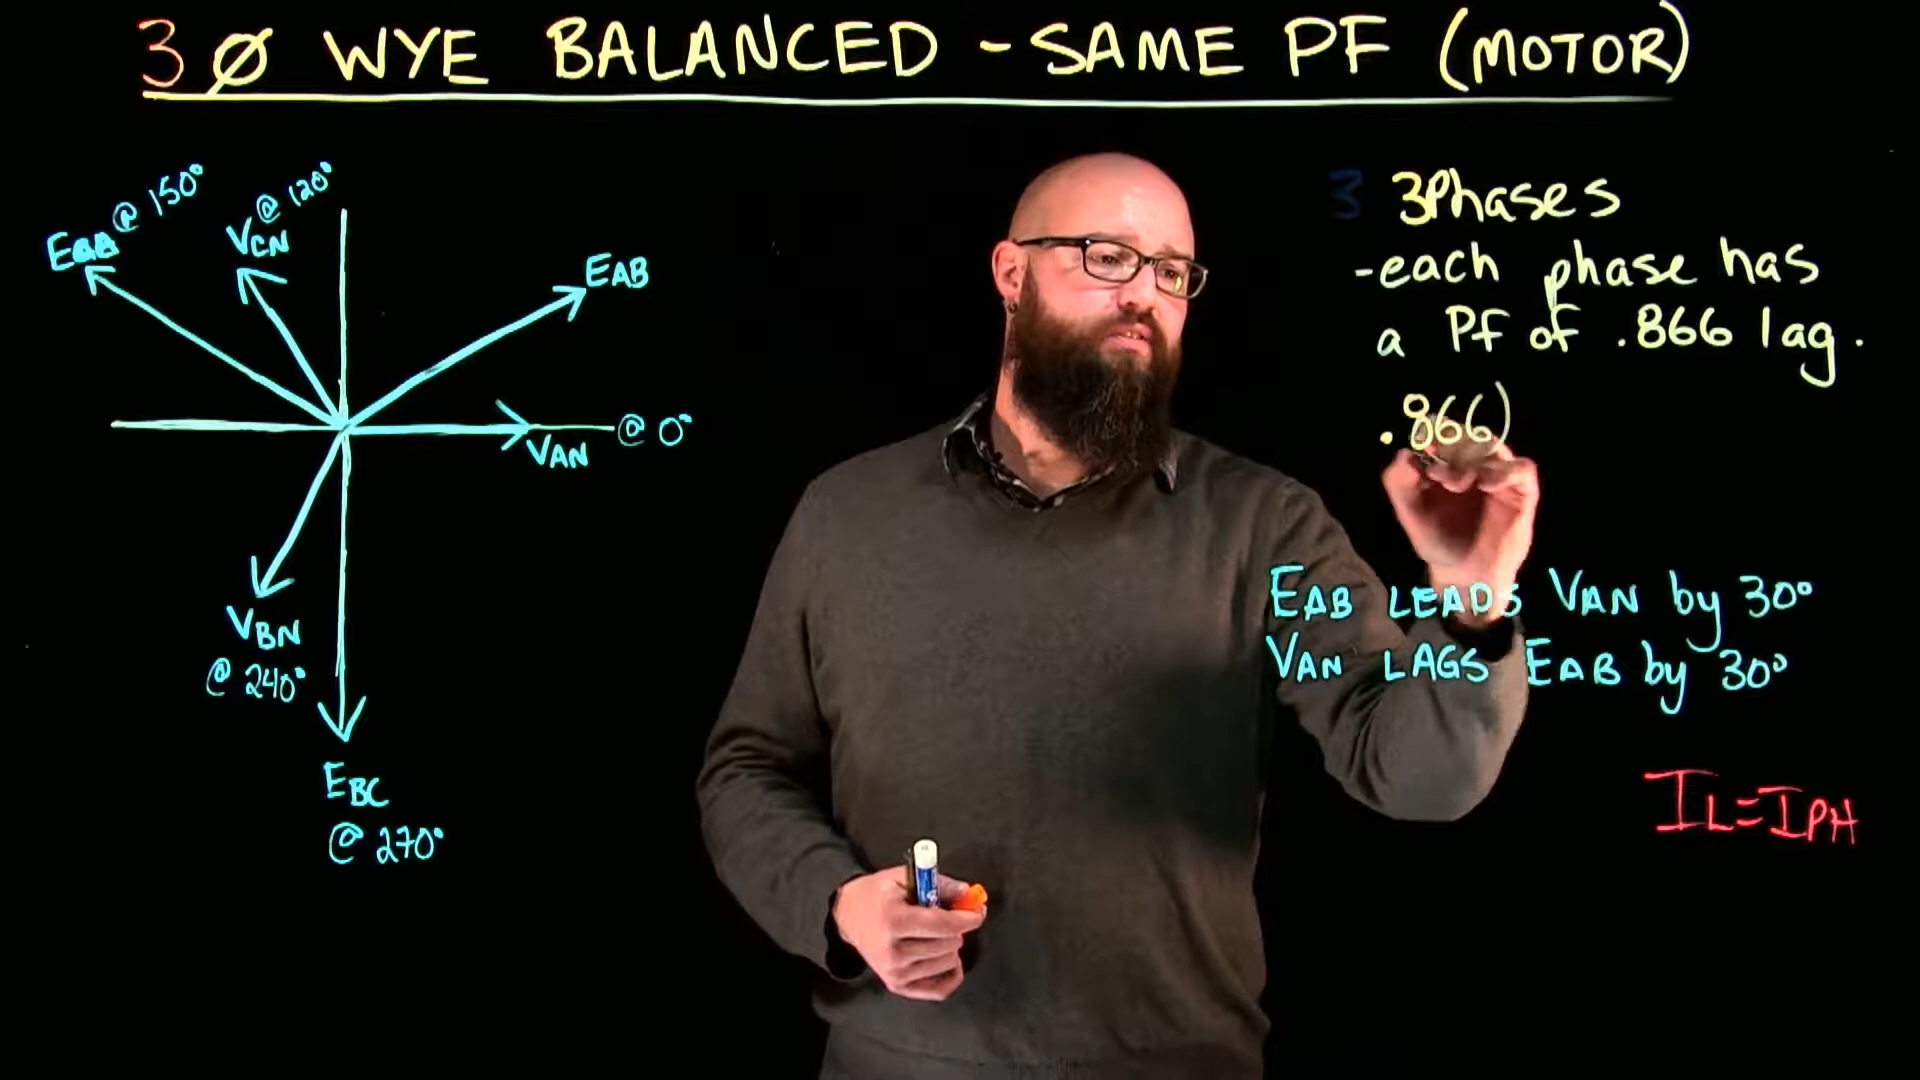 3Ø WYE BALANCED - SAME PF (MOTOR)
@ 150°
VCN @ 120°
EAB
@ 0°
VAN
VBN
@ 240°
EBC
@ 270°
3 3Phases
-each phase has
a Pf of .866 lag.
.866)
EAB LEADS VAN by 30°
VAN LAGS EAB by 30°
IL=IPH